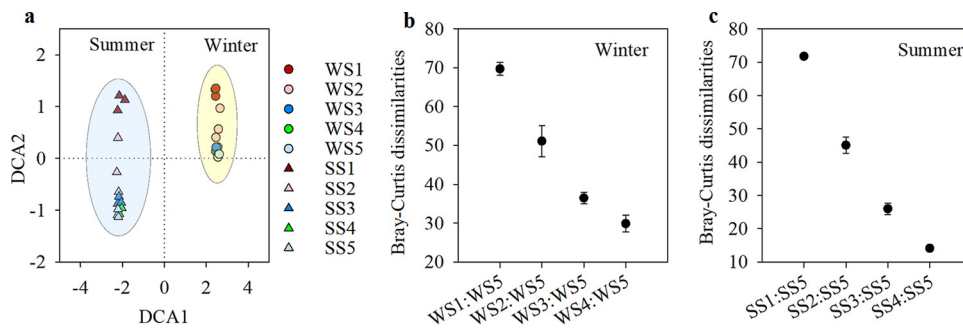 a
Summer
Winter
2
1
0
-1
-2
DCA2
-4
-2
0
2
4
DCA1
WS1
WS2
WS3
WS4
WS5
SS1
SS2
SS3
SS4
SS5
b
Winter
80
70
60
50
40
30
20
Bray-Curtis dissimilarities
WS1:WS5
WS2:WS5
WS3:WS5
WS4:WS5
c
Summer
80
70
60
50
40
30
20
10
Bray-Curtis dissimilarities
SS1:SS5
SS2:SS5
SS3:SS5
SS4:SS5